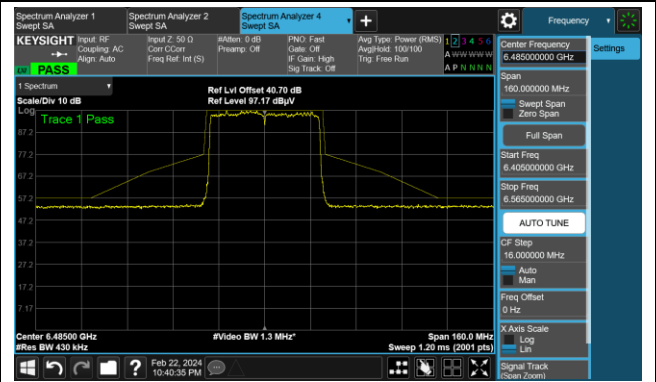 Spectrum Analyzer 1
Swept SA
Spectrum Analyzer 2
Swept SA
Spectrum Analyzer 4
Swept SA
Frequency
KEYSIGHT
Input: RF
Coupling: AC
Align: Auto
Input Z: 50 Ω
Corr CCorr
Freq Ref: Int (S)
#Atten: 0 dB
Preamp: Off
PNO: Fast
Gate: Off
IF Gain: High
Sig Track: Off
Avg Type: Power (RMS)
Avg|Hold: 100/100
Trig: Free Run
1 2 3 4 5 6
A W W W W W
A P N N N N
PASS
1 Spectrum
Scale/Div 10 dB
Ref Lvl Offset 40.70 dB
Ref Level 97.17 dBµV
Log
Trace 1 Pass
87.2
77.2
67.2
57.2
47.2
37.2
27.2
17.2
7.17
Center 6.48500 GHz
#Res BW 430 kHz
#Video BW 1.3 MHz*
Span 160.0 MHz
Sweep 1.20 ms (2001 pts)
Feb 22, 2024
10:40:35 PM
Center Frequency
6.485000000 GHz
Settings
Span
160.000000 MHz
Swept Span
Zero Span
Full Span
Start Freq
6.405000000 GHz
Stop Freq
6.565000000 GHz
AUTO TUNE
CF Step
16.000000 MHz
Auto
Man
Freq Offset
0 Hz
X Axis Scale
Log
Lin
Signal Track
(Span Zoom)